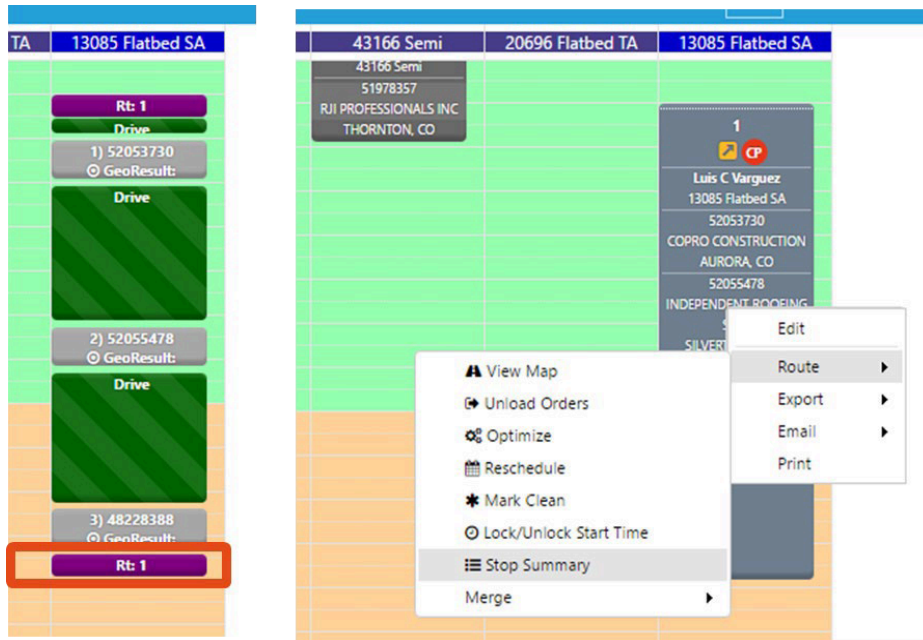 TA
13085 Flatbed SA
Rt: 1
Drive
1) 52053730
GeoResult:
Drive
2) 52055478
GeoResult:
Drive
3) 48228388
GeoResult:
Rt: 1
43166 Semi
20696 Flatbed TA
13085 Flatbed SA
43166 Semi
51978357
RJI PROFESSIONALS INC
THORNTON, CO
1
CP
Luis C Varguez
13085 Flatbed SA
52053730
COPRO CONSTRUCTION
AURORA, CO
52055478
INDEPENDENT ROOFING
S
SILVERT
Edit
Route
Export
Email
Print
View Map
Unload Orders
Optimize
Reschedule
Mark Clean
Lock/Unlock Start Time
Stop Summary
Merge